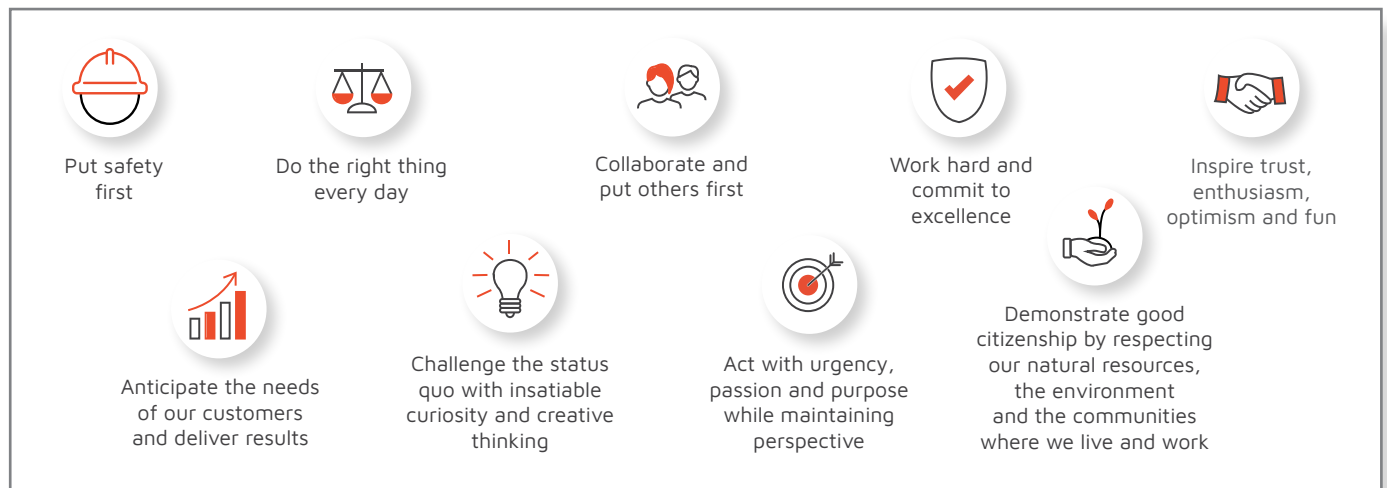 Put safety
first
Do the right thing
every day
Collaborate and
put others first
Work hard and
commit to
excellence
Inspire trust,
enthusiasm,
optimism and fun
Anticipate the needs
of our customers
and deliver results
Challenge the status
quo with insatiable
curiosity and creative
thinking
Act with urgency,
passion and purpose
while maintaining
perspective
Demonstrate good
citizenship by respecting
our natural resources,
the environment
and the communities
where we live and work